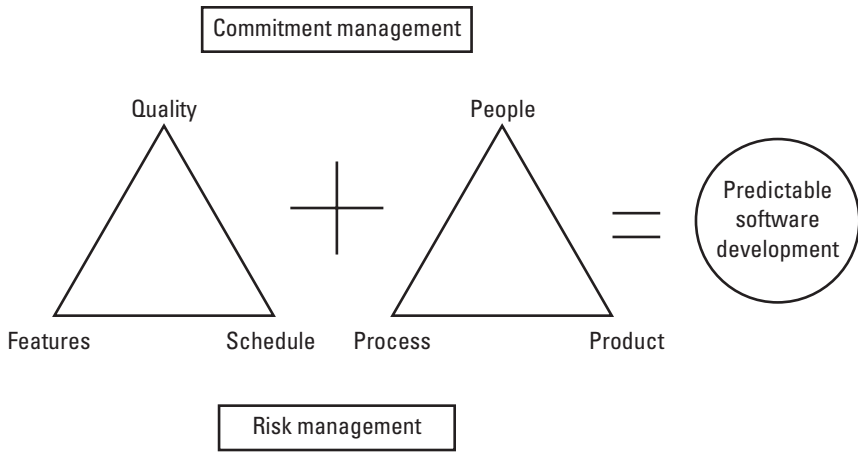 Commitment management
Quality
People
Predictable
software
development
Features
Schedule
Process
Product
Risk management